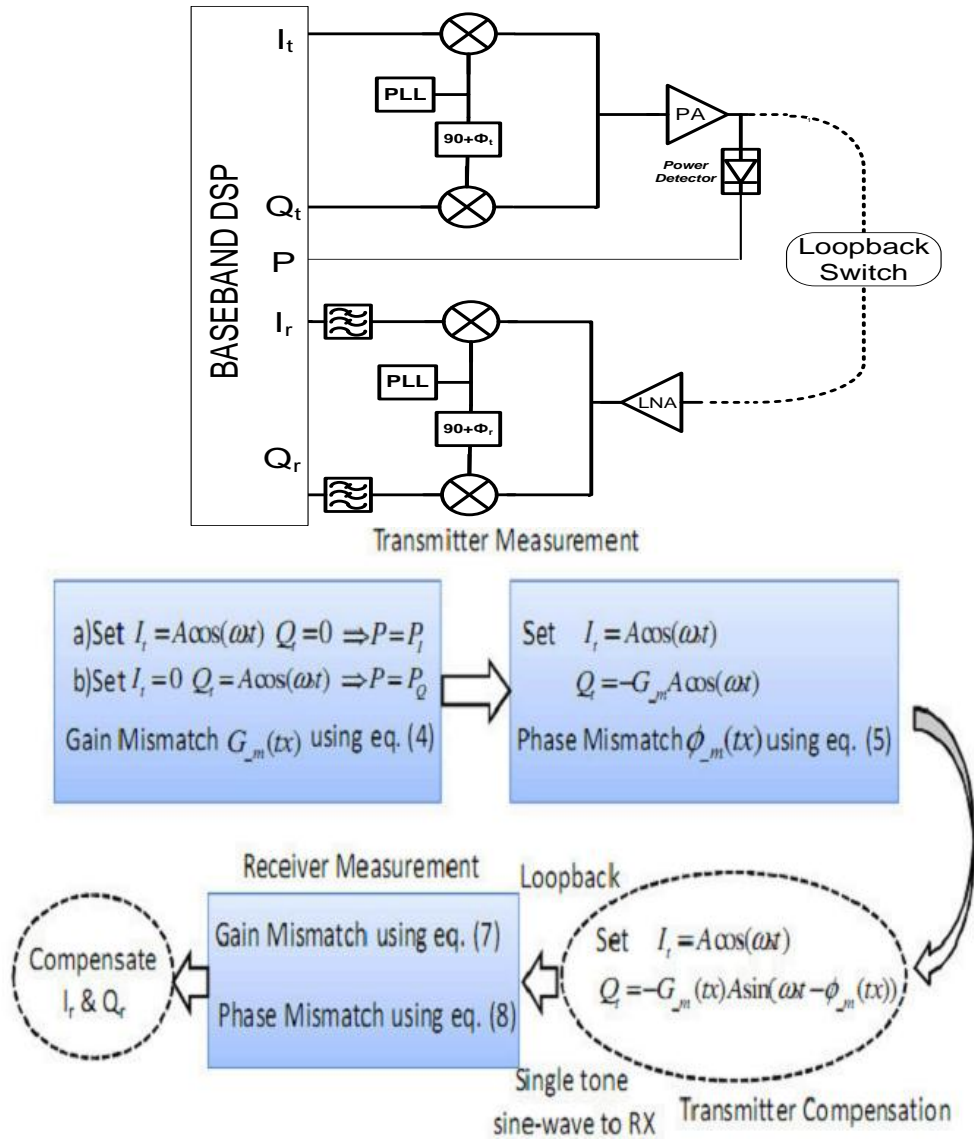 BASEBAND DSP
I_t
PLL
90+Φ_t
Q_t
PA
Power
Detector
P
Loopback
Switch
I_r
PLL
90+Φ_r
LNA
Q_r
Transmitter Measurement
a)Set I_t = Acos(ωt) Q_t = 0 ⇒ P = P_I
b)Set I_t = 0 Q_t = Acos(ωt) ⇒ P = P_Q
Gain Mismatch G_m(tx) using eq. (4)
Set I_t = Acos(ωt)
Q_t = -G_m Acos(ωt)
Phase Mismatch ϕ_m(tx) using eq. (5)
Receiver Measurement
Gain Mismatch using eq. (7)
Phase Mismatch using eq. (8)
Compensate
I_r & Q_r
Loopback
Set I_t = Acos(ωt)
Q_t = -G_m(tx)Asin(ωt - ϕ_m(tx))
Single tone
sine-wave to RX
Transmitter Compensation